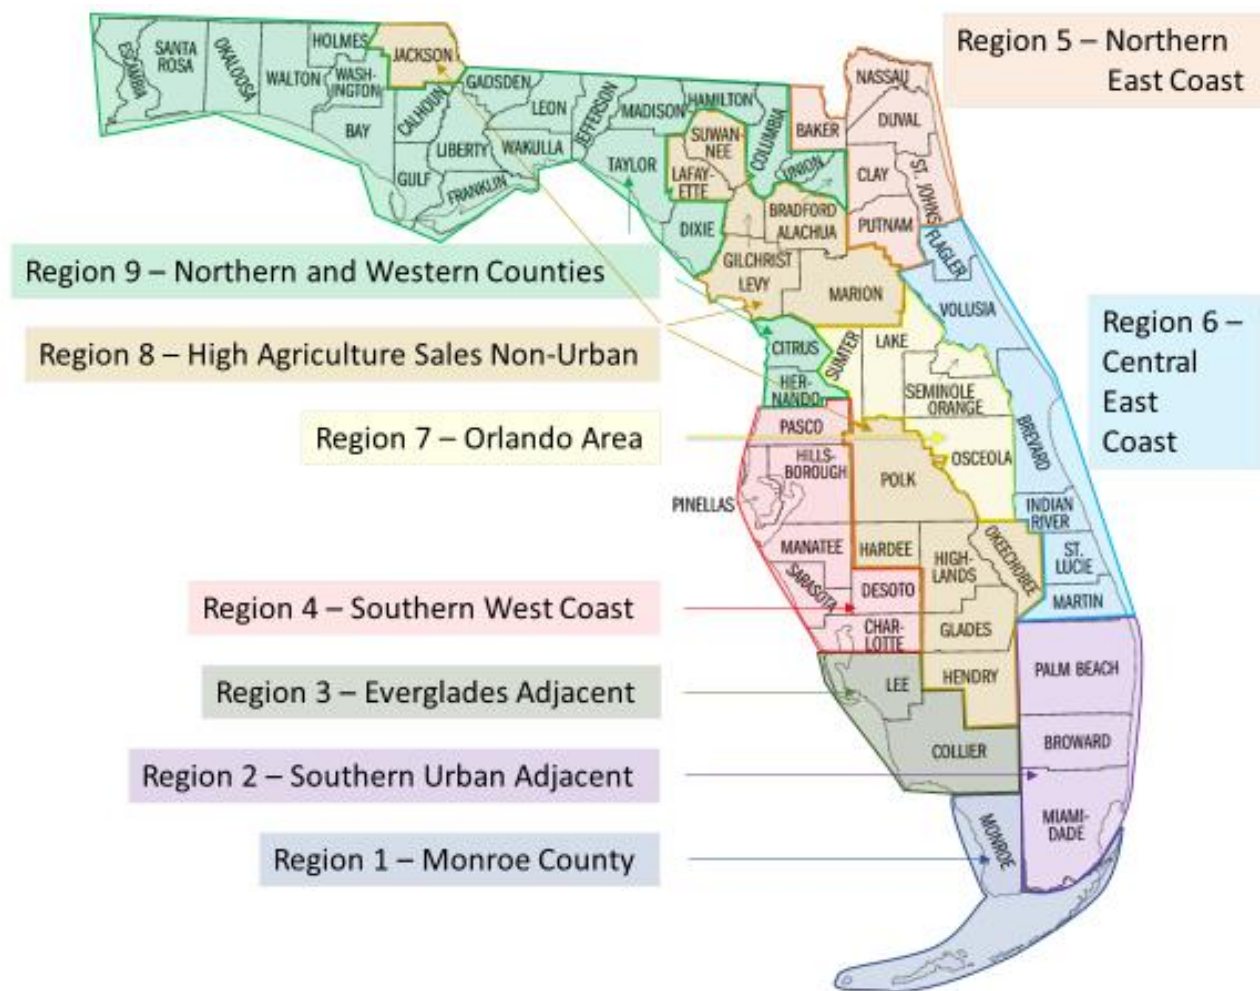 Region 5 – Northern
East Coast
HOLMES
JACKSON
ESCAMBIA
SANTA
ROSA
OKALOOSA
WALTON
WASH-
INGTON
BAY
CALHOUN
GULF
GADSDEN
LIBERTY
FRANKLIN
LEON
WAKULLA
JEFFERSON
MADISON
TAYLOR
HAMILTON
SUWAN-
NEE
LAFAY-
ETTE
DIXIE
COLUMBIA
UNION
BAKER
NASSAU
DUVAL
CLAY
ST. JOHNS
PUTNAM
BRADFORD
ALACHUA
GILCHRIST
LEVY
MARION
FLAGLER
VOLUSIA
Region 9 – Northern and Western Counties
Region 8 – High Agriculture Sales Non-Urban
Region 6 –
Central
East
Coast
CITRUS
HER-
NANDO
SUMTER
LAKE
SEMINOLE
ORANGE
BREVARD
Region 7 – Orlando Area
PASCO
HILLS-
BOROUGH
PINELLAS
POLK
OSCEOLA
INDIAN
RIVER
MANATEE
HARDEE
HIGH-
LANDS
OKEECHOBEE
ST.
LUCIE
MARTIN
SARASOTA
DESOTO
CHAR-
LOTTE
GLADES
Region 4 – Southern West Coast
Region 3 – Everglades Adjacent
LEE
HENDRY
PALM BEACH
COLLIER
BROWARD
Region 2 – Southern Urban Adjacent
MIAMI-
DADE
MONROE
Region 1 – Monroe County